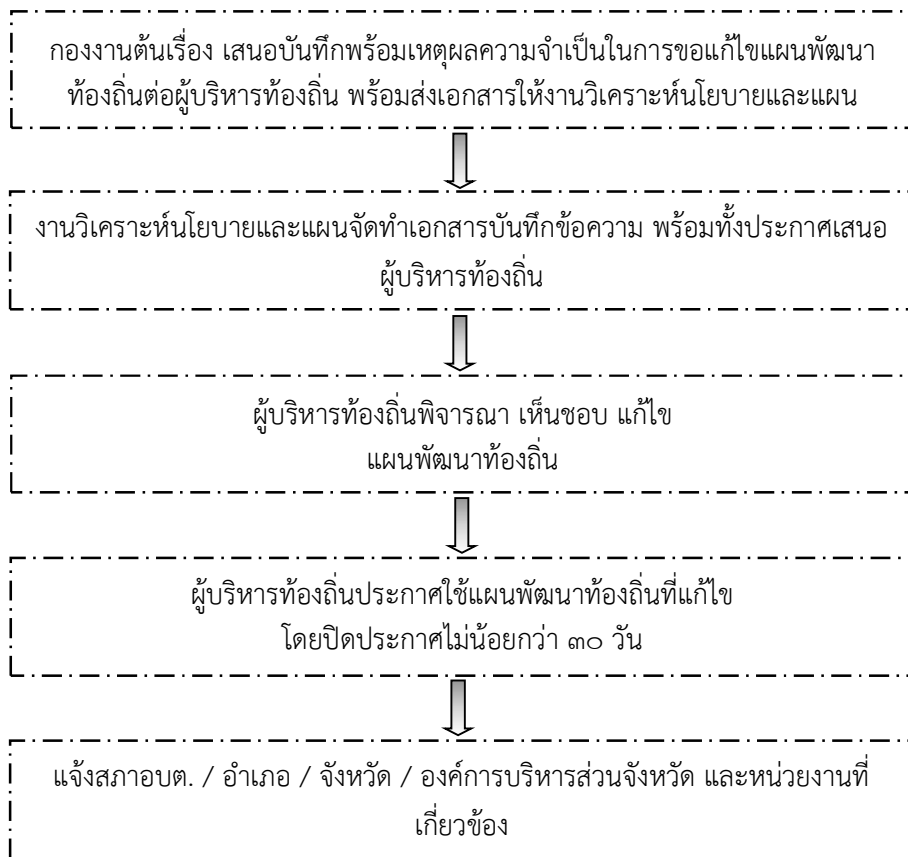 กองงานต้นเรื่อง เสนอบันทึกพร้อมเหตุผลความจำเป็นในการขอแก้ไขแผนพัฒนา
ท้องถิ่นต่อผู้บริหารท้องถิ่น พร้อมส่งเอกสารให้งานวิเคราะห์นโยบายและแผน
งานวิเคราะห์นโยบายและแผนจัดทำเอกสารบันทึกข้อความ พร้อมทั้งประกาศเสนอ
ผู้บริหารท้องถิ่น
ผู้บริหารท้องถิ่นพิจารณา เห็นชอบ แก้ไข
แผนพัฒนาท้องถิ่น
ผู้บริหารท้องถิ่นประกาศใช้แผนพัฒนาท้องถิ่นที่แก้ไข
โดยปิดประกาศไม่น้อยกว่า ๓๐ วัน
แจ้งสภาอบต. / อำเภอ / จังหวัด / องค์การบริหารส่วนจังหวัด และหน่วยงานที่
เกี่ยวข้อง